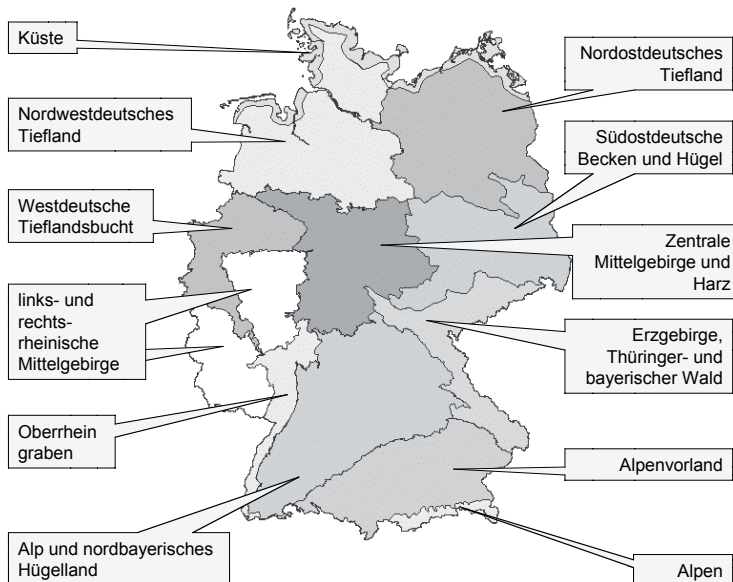 Küste
Nordwestdeutsches
Tiefland
Westdeutsche
Tieflandsbucht
links- und
rechts-
rheinische
Mittelgebirge
Oberrhein
graben
Alp und nordbayerisches
Hügelland
Nordostdeutsches
Tiefland
Südostdeutsche
Becken und Hügel
Zentrale
Mittelgebirge und
Harz
Erzgebirge,
Thüringer- und
bayerischer Wald
Alpenvorland
Alpen